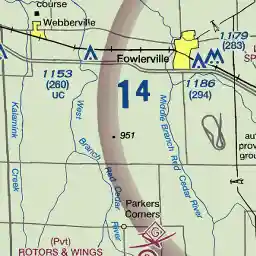 course
Webberville
Fowlerville
1179
(283)
1153
(260)
UC
14
1186
(294)
Kalamink
Creek
West
Branch
Red
Cedar
River
Middle Branch Red Cedar River
951
prov
Parkers
Corners
G
(Pvt)
ROTORS & WINGS